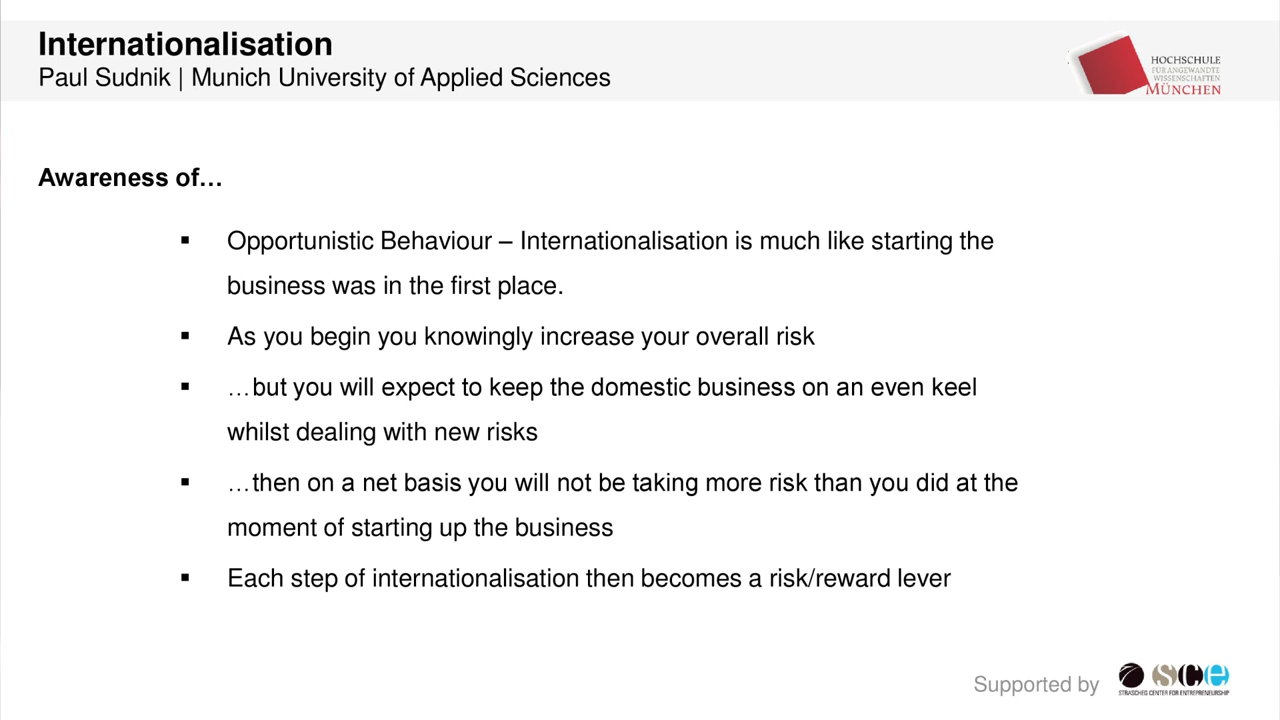 Internationalisation
Paul Sudnik | Munich University of Applied Sciences
HOCHSCHULE
FÜR ANGEWANDTE
WISSENSCHAFTEN
MÜNCHEN
Awareness of…
▪ Opportunistic Behaviour – Internationalisation is much like starting the
business was in the first place.
▪ As you begin you knowingly increase your overall risk
▪ …but you will expect to keep the domestic business on an even keel
whilst dealing with new risks
▪ …then on a net basis you will not be taking more risk than you did at the
moment of starting up the business
▪ Each step of internationalisation then becomes a risk/reward lever
Supported by
sce
STRASCHEG CENTER FOR ENTREPRENEURSHIP